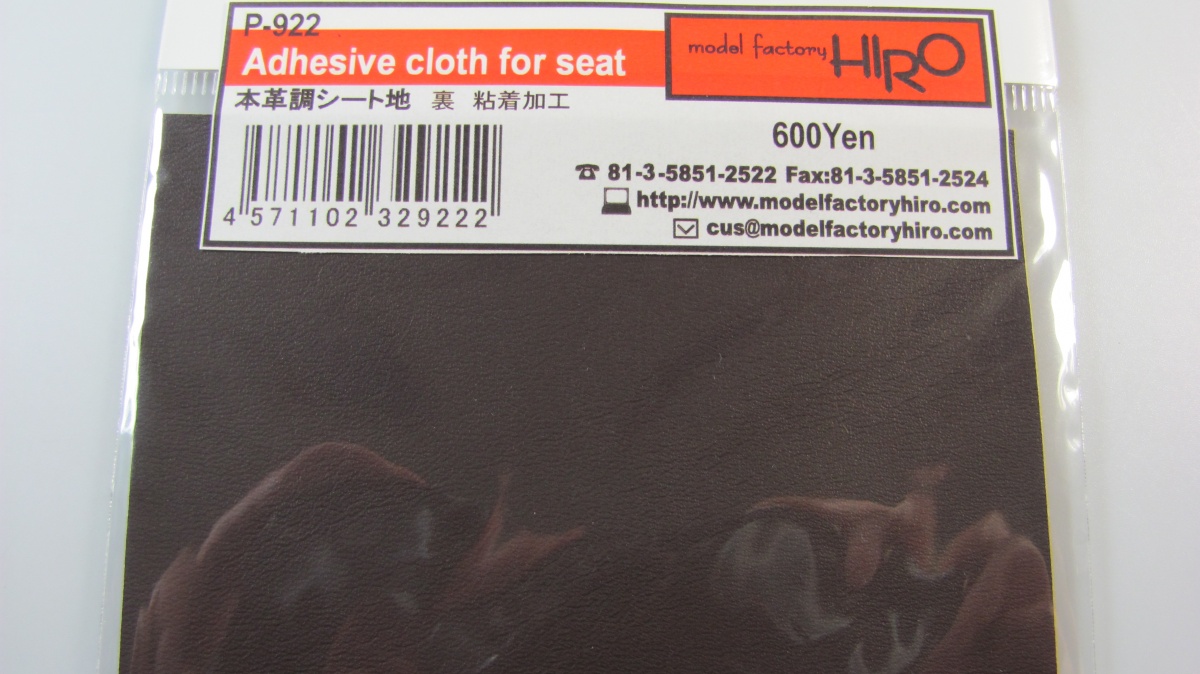 P-922
Adhesive cloth for seat
model factory HIRO
本革調シート地 裏 粘着加工
600Yen
☎ 81-3-5851-2522 Fax:81-3-5851-2524
http://www.modelfactoryhiro.com
cus@modelfactoryhiro.com
4 571102 329222